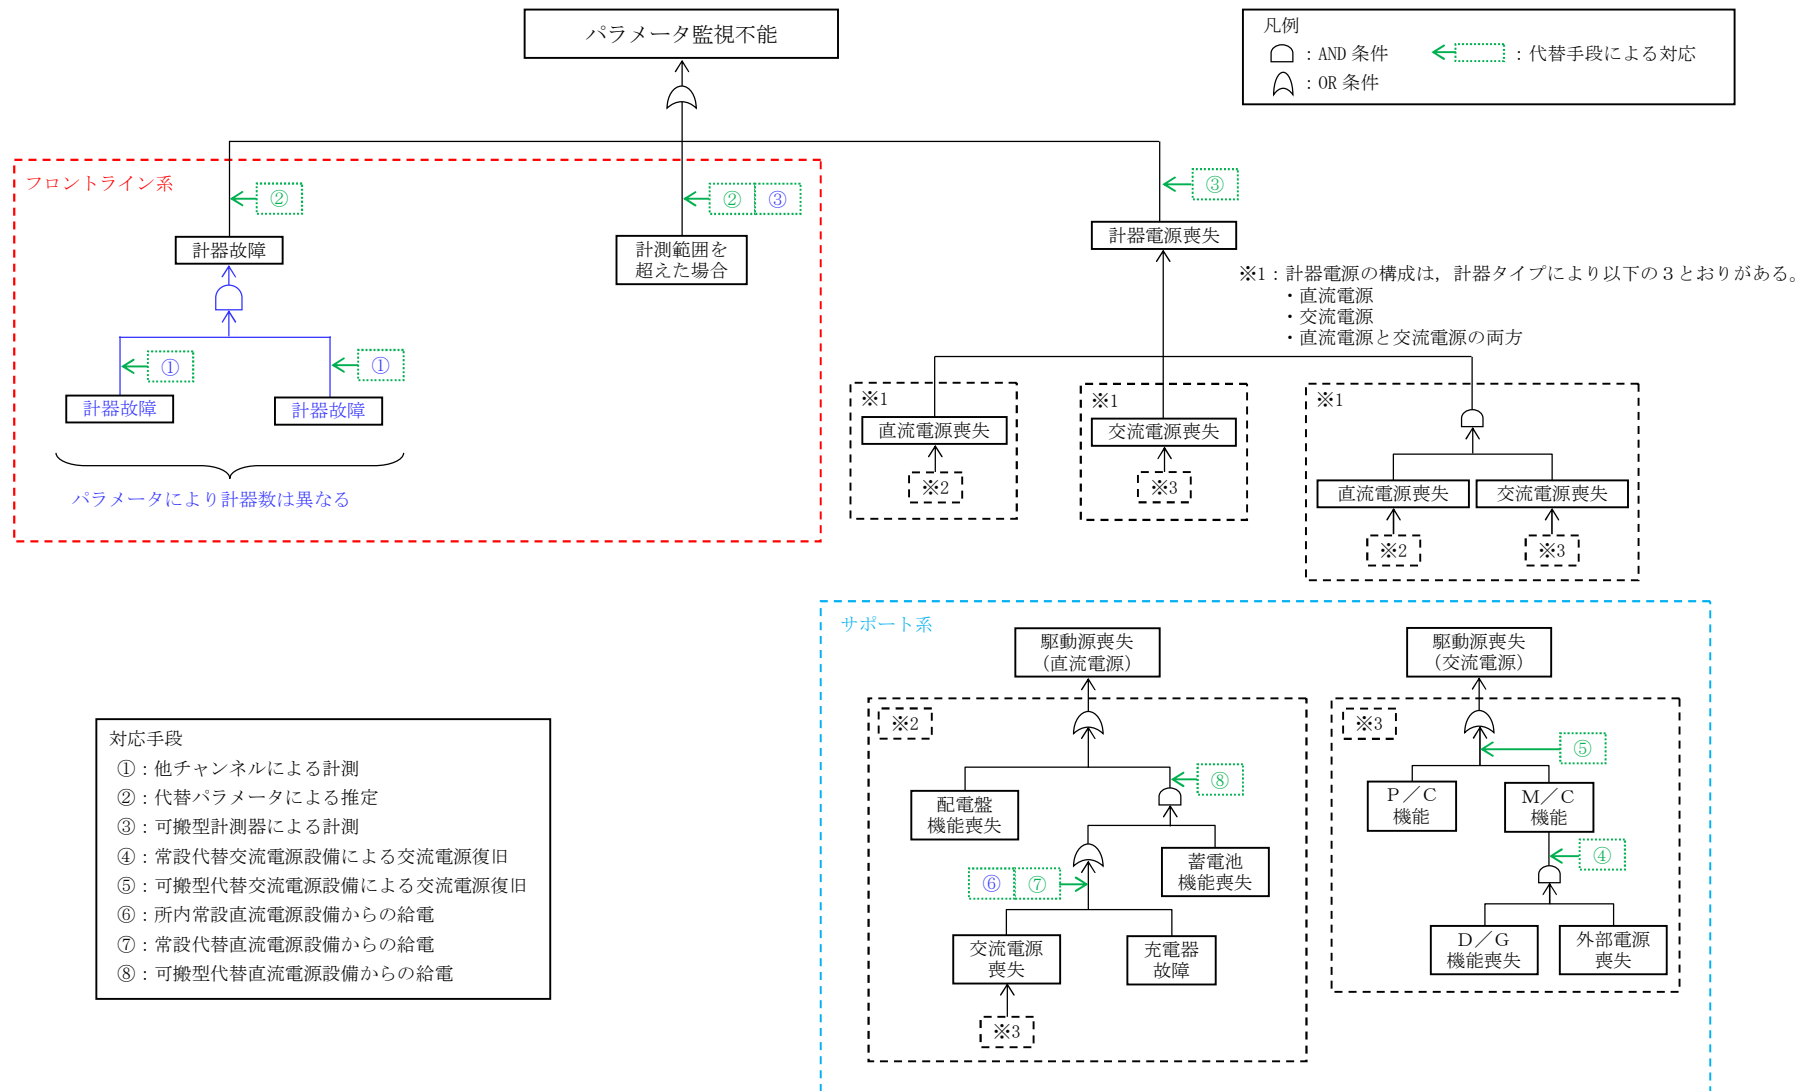 パラメータ監視不能
凡例
：AND 条件
：代替手段による対応
：OR 条件
フロントライン系
②
② ③
③
計器故障
計測範囲を
超えた場合
計器電源喪失
※1：計器電源の構成は，計器タイプにより以下の３とおりがある。
・直流電源
・交流電源
・直流電源と交流電源の両方
①
①
計器故障
計器故障
パラメータにより計器数は異なる
※1
直流電源喪失
※2
※1
交流電源喪失
※3
※1
直流電源喪失
交流電源喪失
※2
※3
サポート系
駆動源喪失
（直流電源）
※2
⑧
配電盤
機能喪失
蓄電池
機能喪失
⑥ ⑦
交流電源
喪失
充電器
故障
※3
駆動源喪失
（交流電源）
※3
⑤
Ｐ／Ｃ
機能
Ｍ／Ｃ
機能
④
Ｄ／Ｇ
機能喪失
外部電源
喪失
対応手段
①：他チャンネルによる計測
②：代替パラメータによる推定
③：可搬型計測器による計測
④：常設代替交流電源設備による交流電源復旧
⑤：可搬型代替交流電源設備による交流電源復旧
⑥：所内常設直流電源設備からの給電
⑦：常設代替直流電源設備からの給電
⑧：可搬型代替直流電源設備からの給電